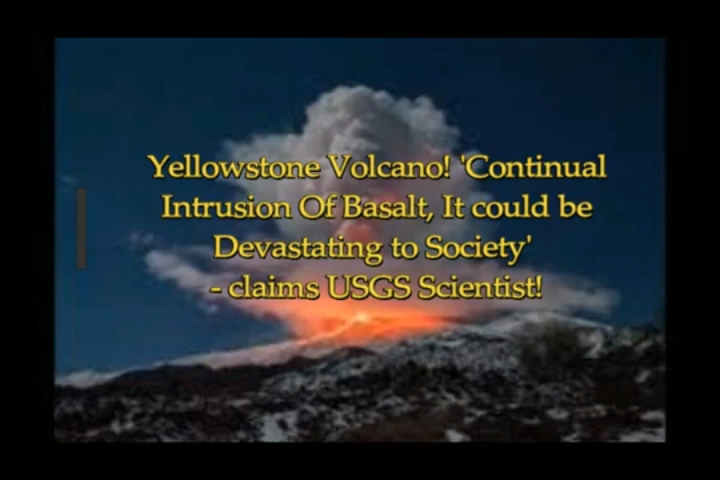 Yellowstone Volcano! 'Continual
Intrusion Of Basalt, It could be
Devastating to Society'
- claims USGS Scientist!